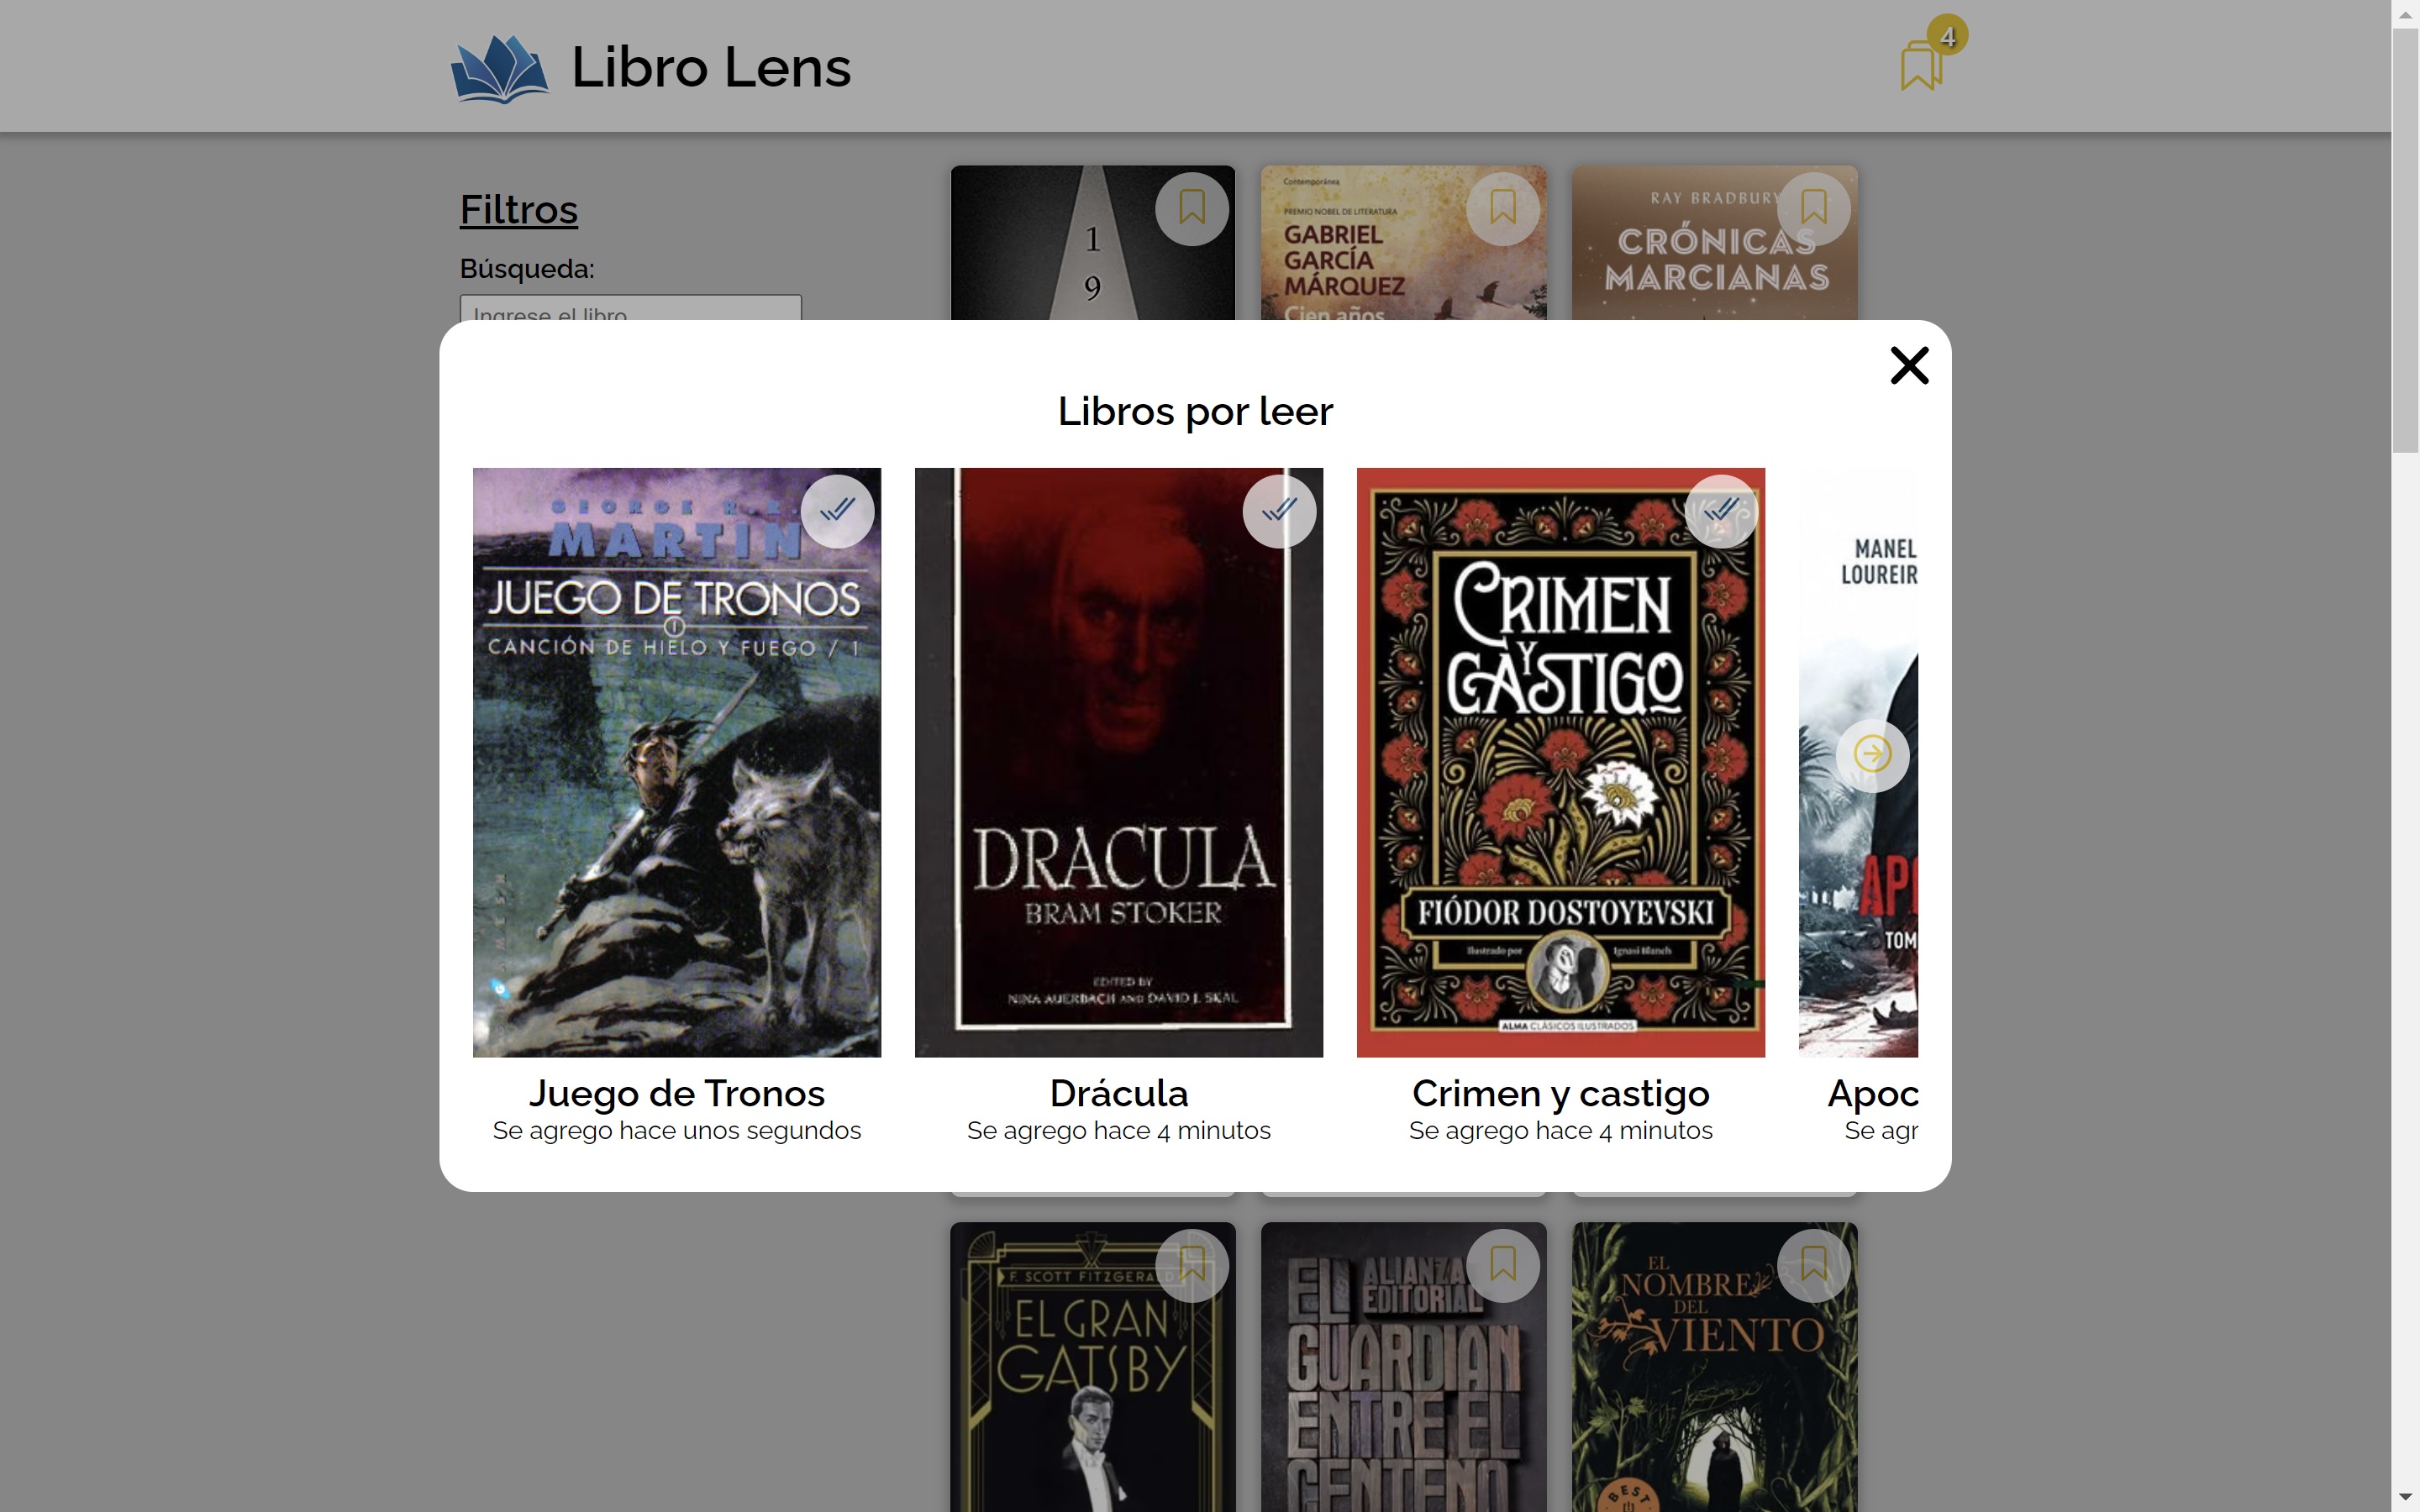 Libro Lens
4
Filtros
Búsqueda:
Ingrese el libro
1
9
Contemporánea
PREMIO NOBEL DE LITERATURA
GABRIEL
GARCÍA
MÁRQUEZ
Cien años
RAY BRADBURY
CRÓNICAS
MARCIANAS
Libros por leer
GEORGE R.R.
MARTIN
JUEGO DE TRONOS
I
CANCIÓN DE HIELO Y FUEGO / 1
Juego de Tronos
Se agrego hace unos segundos
DRACULA
BRAM STOKER
EDITED BY
NINA AUERBACH AND DAVID J. SKAL
Drácula
Se agrego hace 4 minutos
CRIMEN
Y
CASTIGO
FIÓDOR DOSTOYEVSKI
Ilustrado por
Ignasi Blanch
ALMA CLÁSICOS ILUSTRADOS
Crimen y castigo
Se agrego hace 4 minutos
MANEL
LOUREIR
AP
TOM
Apoc
Se agr
F. SCOTT FITZGERALD
EL GRAN
GATSBY
ALIANZA
EDITORIAL
EL
GUARDIAN
ENTRE EL
CENTENO
EL
NOMBRE
DEL
VIENTO
BEST